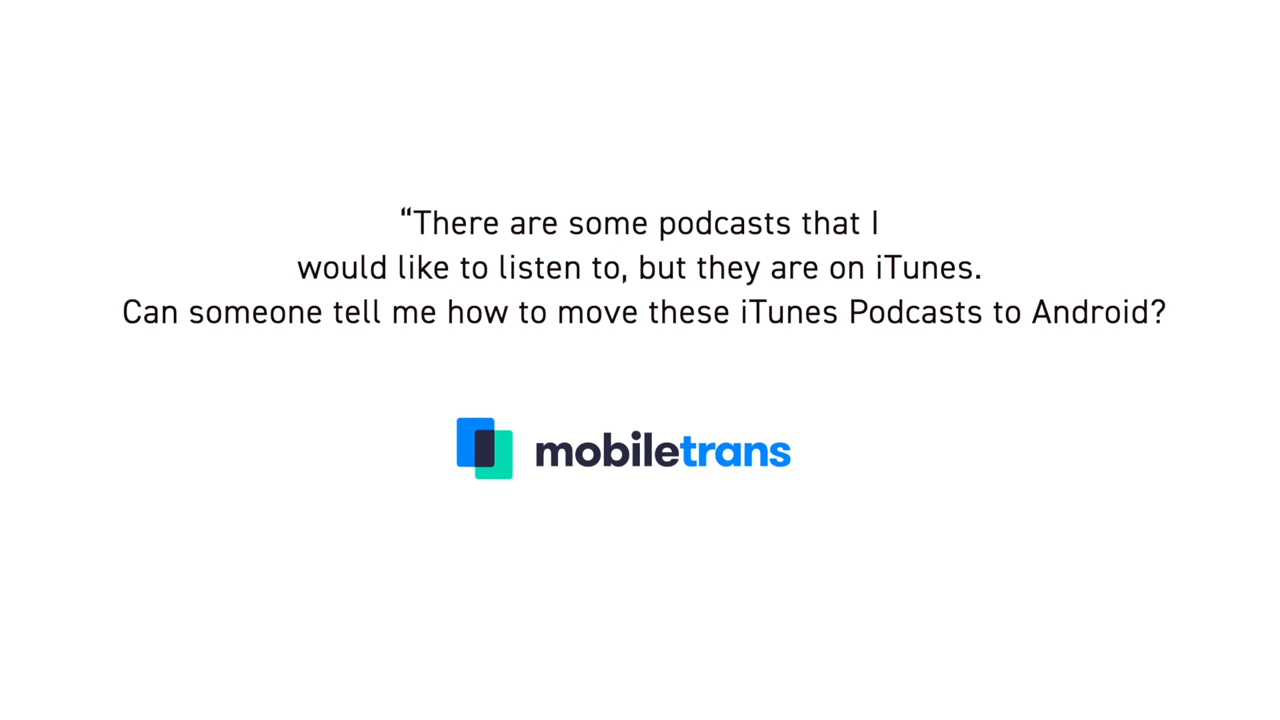 “There are some podcasts that I
would like to listen to, but they are on iTunes.
Can someone tell me how to move these iTunes Podcasts to Android?
mobiletrans